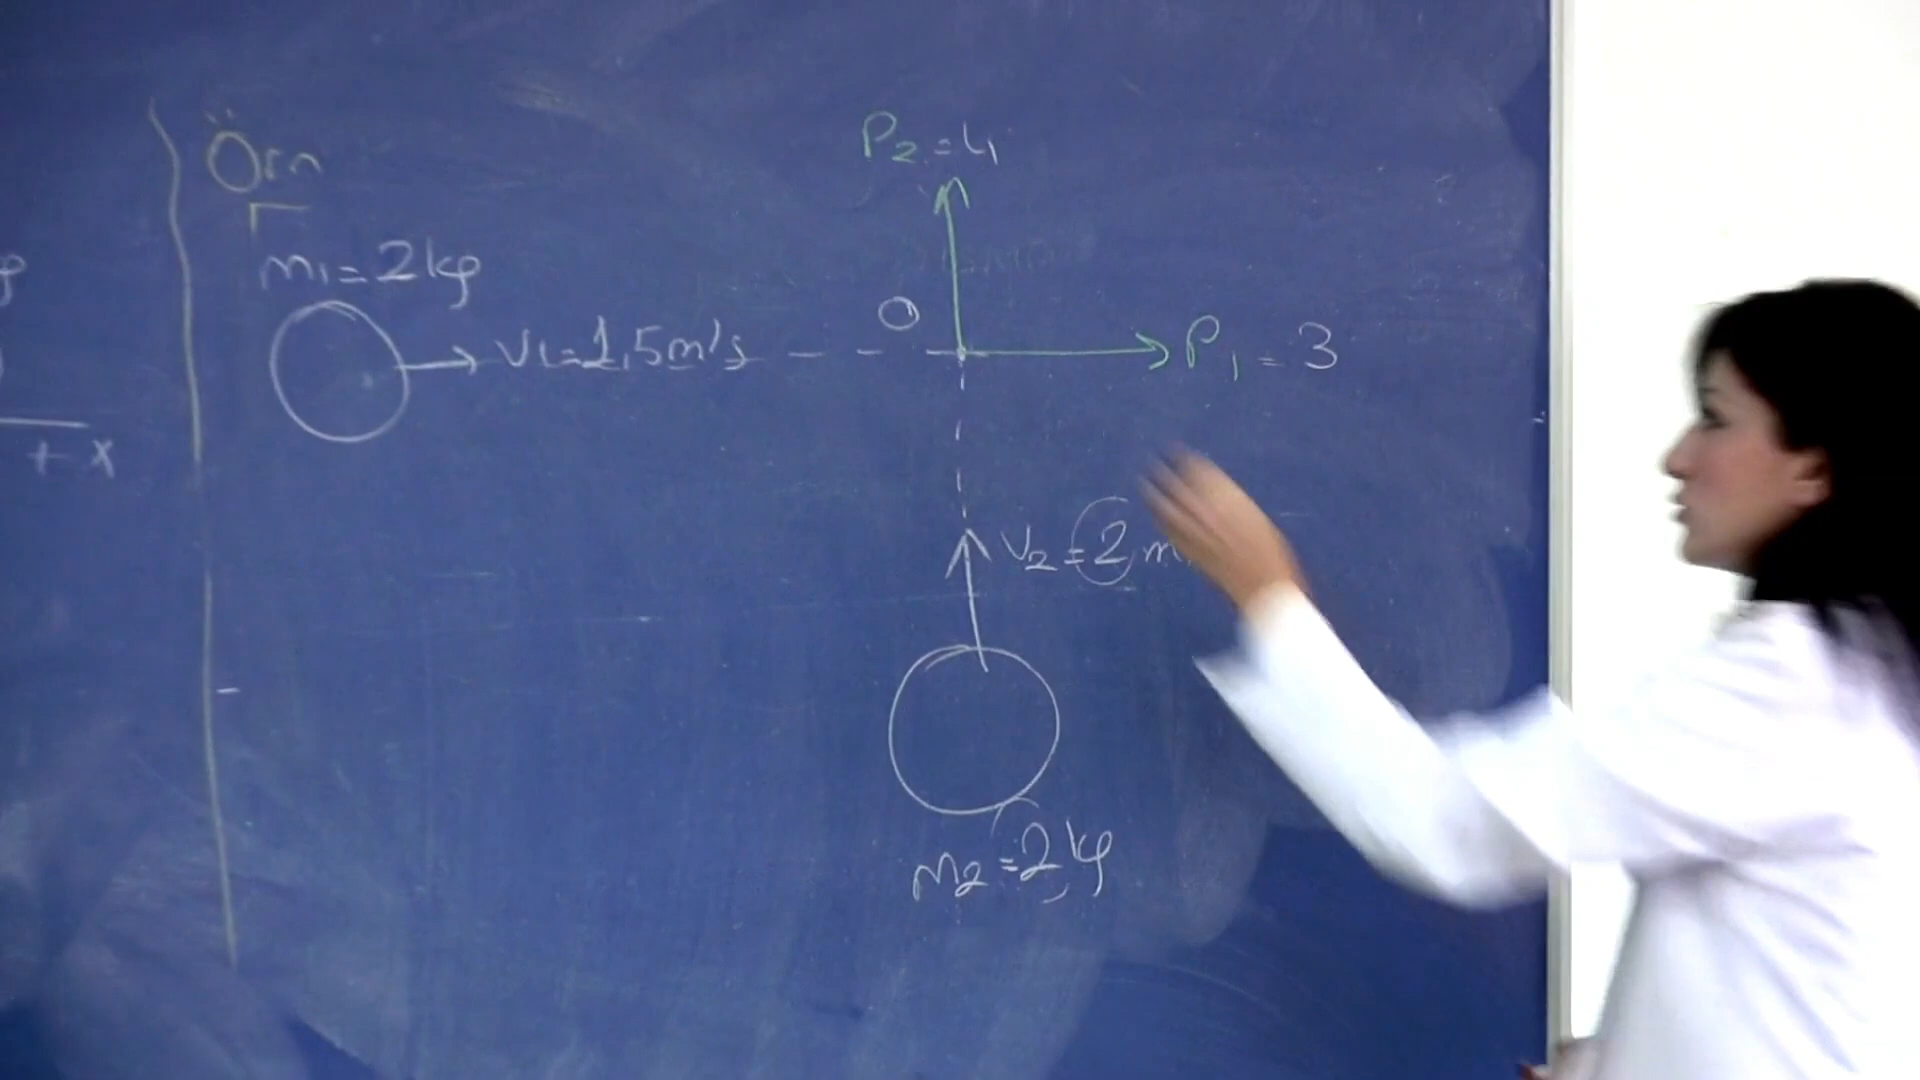 + x
Örn
m1=2kg
V1=1,5m/s
P2=4
O
P1=3
V2=2 m
m2=2kg